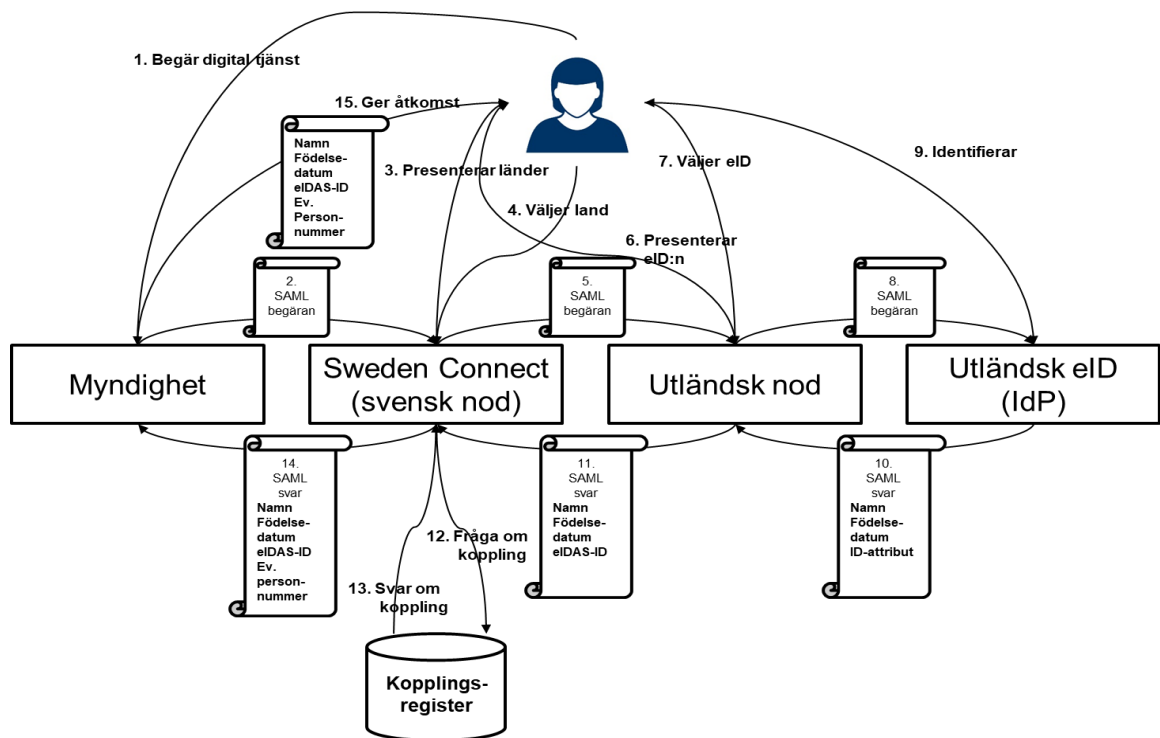 1. Begär digital tjänst
15. Ger åtkomst
Namn
Födelse-
datum
eIDAS-ID
Ev.
Person-
nummer
3. Presenterar länder
4. Väljer land
7. Väljer eID
9. Identifierar
6. Presenterar
eID:n
2.
SAML
begäran
5.
SAML
begäran
8.
SAML
begäran
Myndighet
Sweden Connect
(svensk nod)
Utländsk nod
Utländsk eID
(IdP)
14.
SAML
svar
Namn
Födelse-
datum
eIDAS-ID
Ev.
person-
nummer
11.
SAML
svar
Namn
Födelse-
datum
eIDAS-ID
10.
SAML
svar
Namn
Födelse-
datum
ID-attribut
12. Fråga om
koppling
13. Svar om
koppling
Kopplings-
register